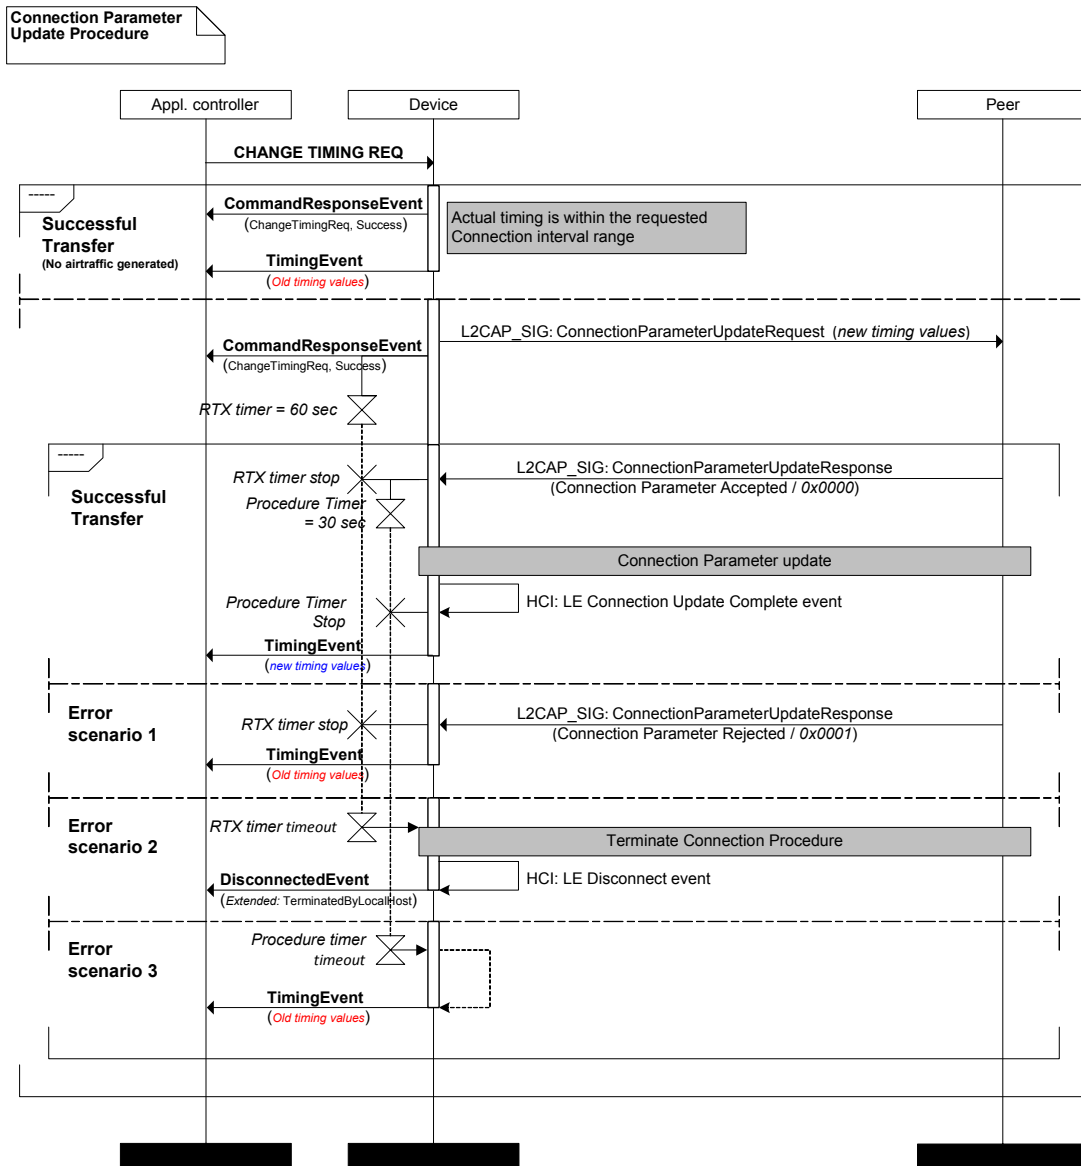 Connection Parameter
Update Procedure
Appl. controller
Device
Peer
CHANGE TIMING REQ
-----
Successful
Transfer
(No airtraffic generated)
CommandResponseEvent
(ChangeTimingReq, Success)
Actual timing is within the requested
Connection interval range
TimingEvent
(Old timing values)
L2CAP_SIG: ConnectionParameterUpdateRequest (new timing values)
CommandResponseEvent
(ChangeTimingReq, Success)
RTX timer = 60 sec
-----
Successful
Transfer
L2CAP_SIG: ConnectionParameterUpdateResponse
(Connection Parameter Accepted / 0x0000)
RTX timer stop
Procedure Timer
= 30 sec
Connection Parameter update
HCI: LE Connection Update Complete event
Procedure Timer
Stop
TimingEvent
(new timing values)
Error
scenario 1
L2CAP_SIG: ConnectionParameterUpdateResponse
(Connection Parameter Rejected / 0x0001)
RTX timer stop
TimingEvent
(Old timing values)
Error
scenario 2
RTX timer timeout
Terminate Connection Procedure
HCI: LE Disconnect event
DisconnectedEvent
(Extended: TerminatedByLocalHost)
Error
scenario 3
Procedure timer
timeout
TimingEvent
(Old timing values)